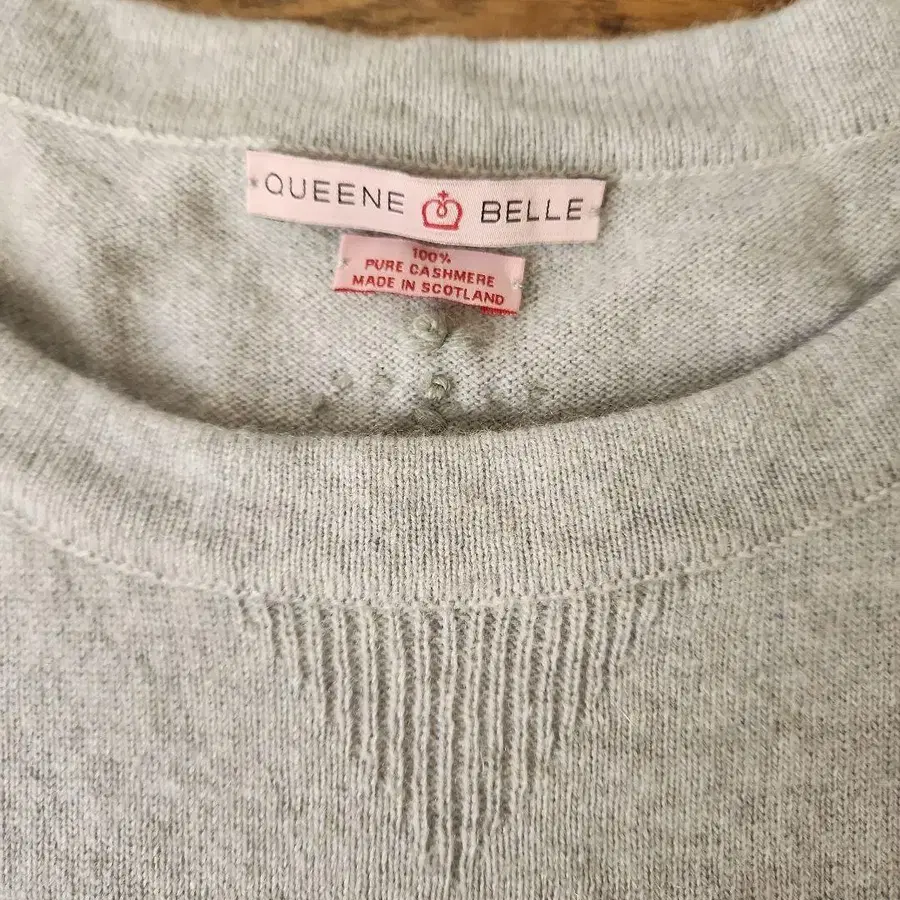 QUEENE BELLE
100%
PURE CASHMERE
MADE IN SCOTLAND